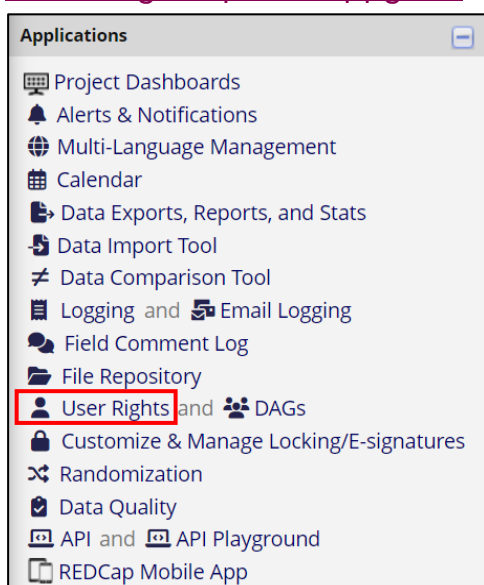 Applications
Project Dashboards
Alerts & Notifications
Multi-Language Management
Calendar
Data Exports, Reports, and Stats
Data Import Tool
Data Comparison Tool
Logging and Email Logging
Field Comment Log
File Repository
User Rights and DAGs
Customize & Manage Locking/E-signatures
Randomization
Data Quality
API and API Playground
REDCap Mobile App